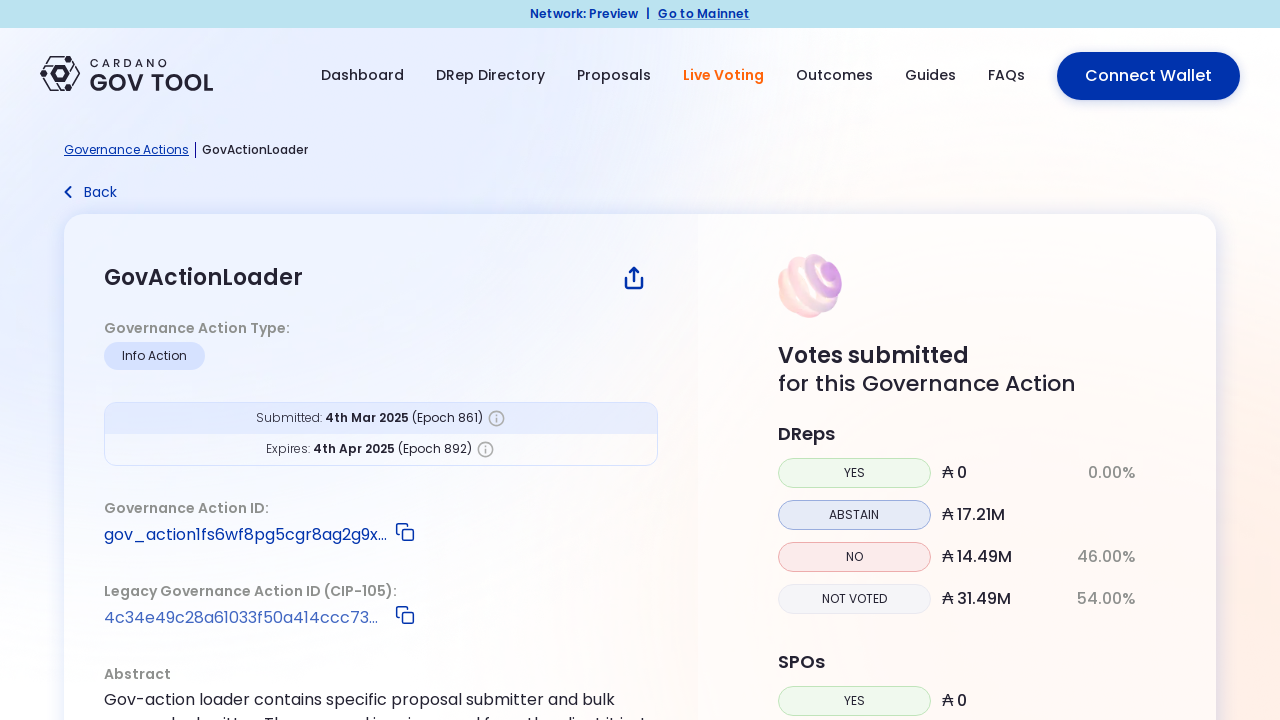 Network: Preview | Go to Mainnet
CARDANO
GOV TOOL
Dashboard DRep Directory Proposals Live Voting Outcomes Guides FAQs Connect Wallet
Governance Actions | GovActionLoader
Back
GovActionLoader
Governance Action Type:
Info Action
Submitted: 4th Mar 2025 (Epoch 861)
Expires: 4th Apr 2025 (Epoch 892)
Governance Action ID:
gov_action1fs6wf8pg5cgr8ag2g9x...
Legacy Governance Action ID (CIP-105):
4c34e49c28a61033f50a414ccc73...
Abstract
Gov-action loader contains specific proposal submitter and bulk
Votes submitted
for this Governance Action
DReps
YES ₳ 0 0.00%
ABSTAIN ₳ 17.21M
NO ₳ 14.49M 46.00%
NOT VOTED ₳ 31.49M 54.00%
SPOs
YES ₳ 0